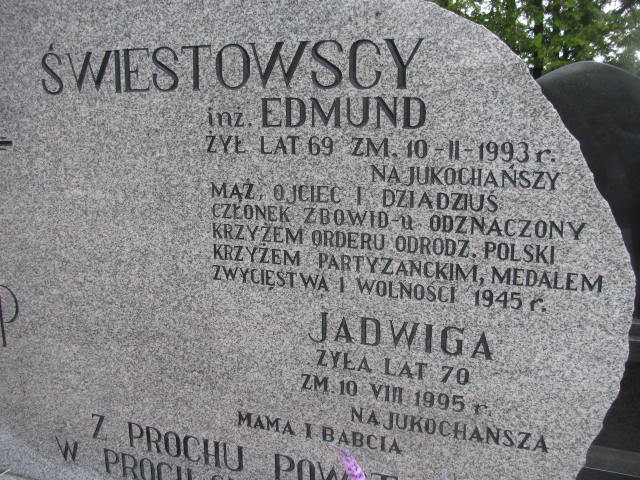 ŚWIESTOWSCY
inż. EDMUND
ŻYŁ LAT 69 ZM. 10-II-1993 r.
NAJUKOCHAŃSZY
MĄŻ, OJCIEC I DZIADZIUŚ
CZŁONEK ZBOWID-u ODZNACZONY
KRZYŻEM ORDERU ODRODZ. POLSKI
KRZYŻEM PARTYZANCKIM, MEDALEM
ZWYCIĘSTWA I WOLNOŚCI 1945 r.
JADWIGA
ŻYŁA LAT 70
ZM. 10 VIII 1995 r.
NAJUKOCHANSZA
MAMA I BABCIA
Z PROCHU
W PROCH